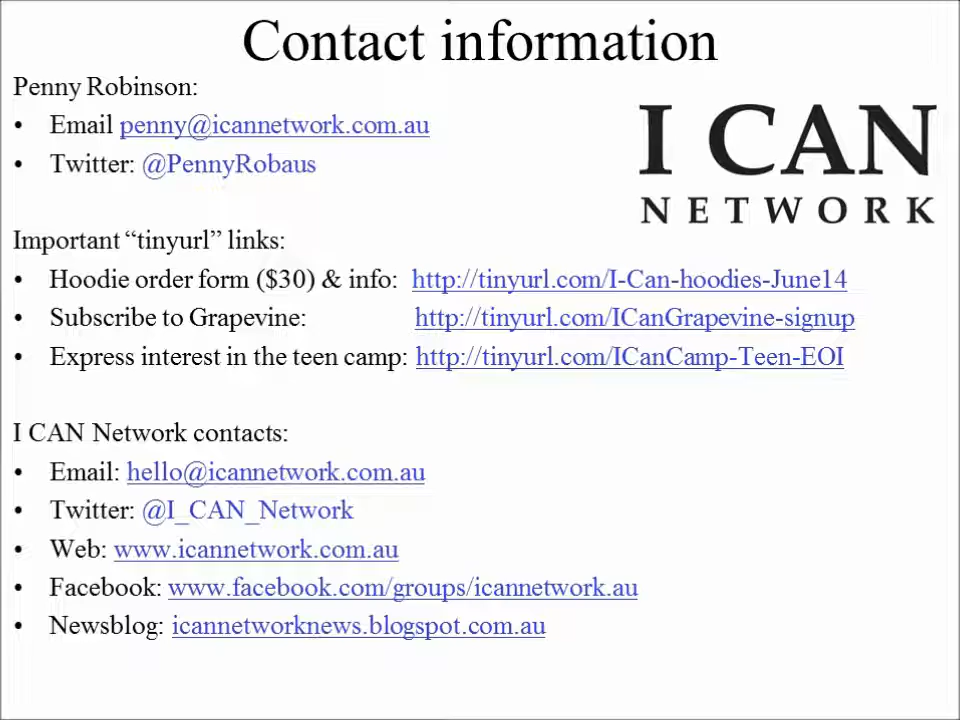 Contact information
Penny Robinson:
• Email penny@icannetwork.com.au
• Twitter: @PennyRobaus
I CAN
NETWORK
Important “tinyurl” links:
• Hoodie order form ($30) & info: http://tinyurl.com/I-Can-hoodies-June14
• Subscribe to Grapevine: http://tinyurl.com/ICanGrapevine-signup
• Express interest in the teen camp: http://tinyurl.com/ICanCamp-Teen-EOI
I CAN Network contacts:
• Email: hello@icannetwork.com.au
• Twitter: @I_CAN_Network
• Web: www.icannetwork.com.au
• Facebook: www.facebook.com/groups/icannetwork.au
• Newsblog: icannetworknews.blogspot.com.au